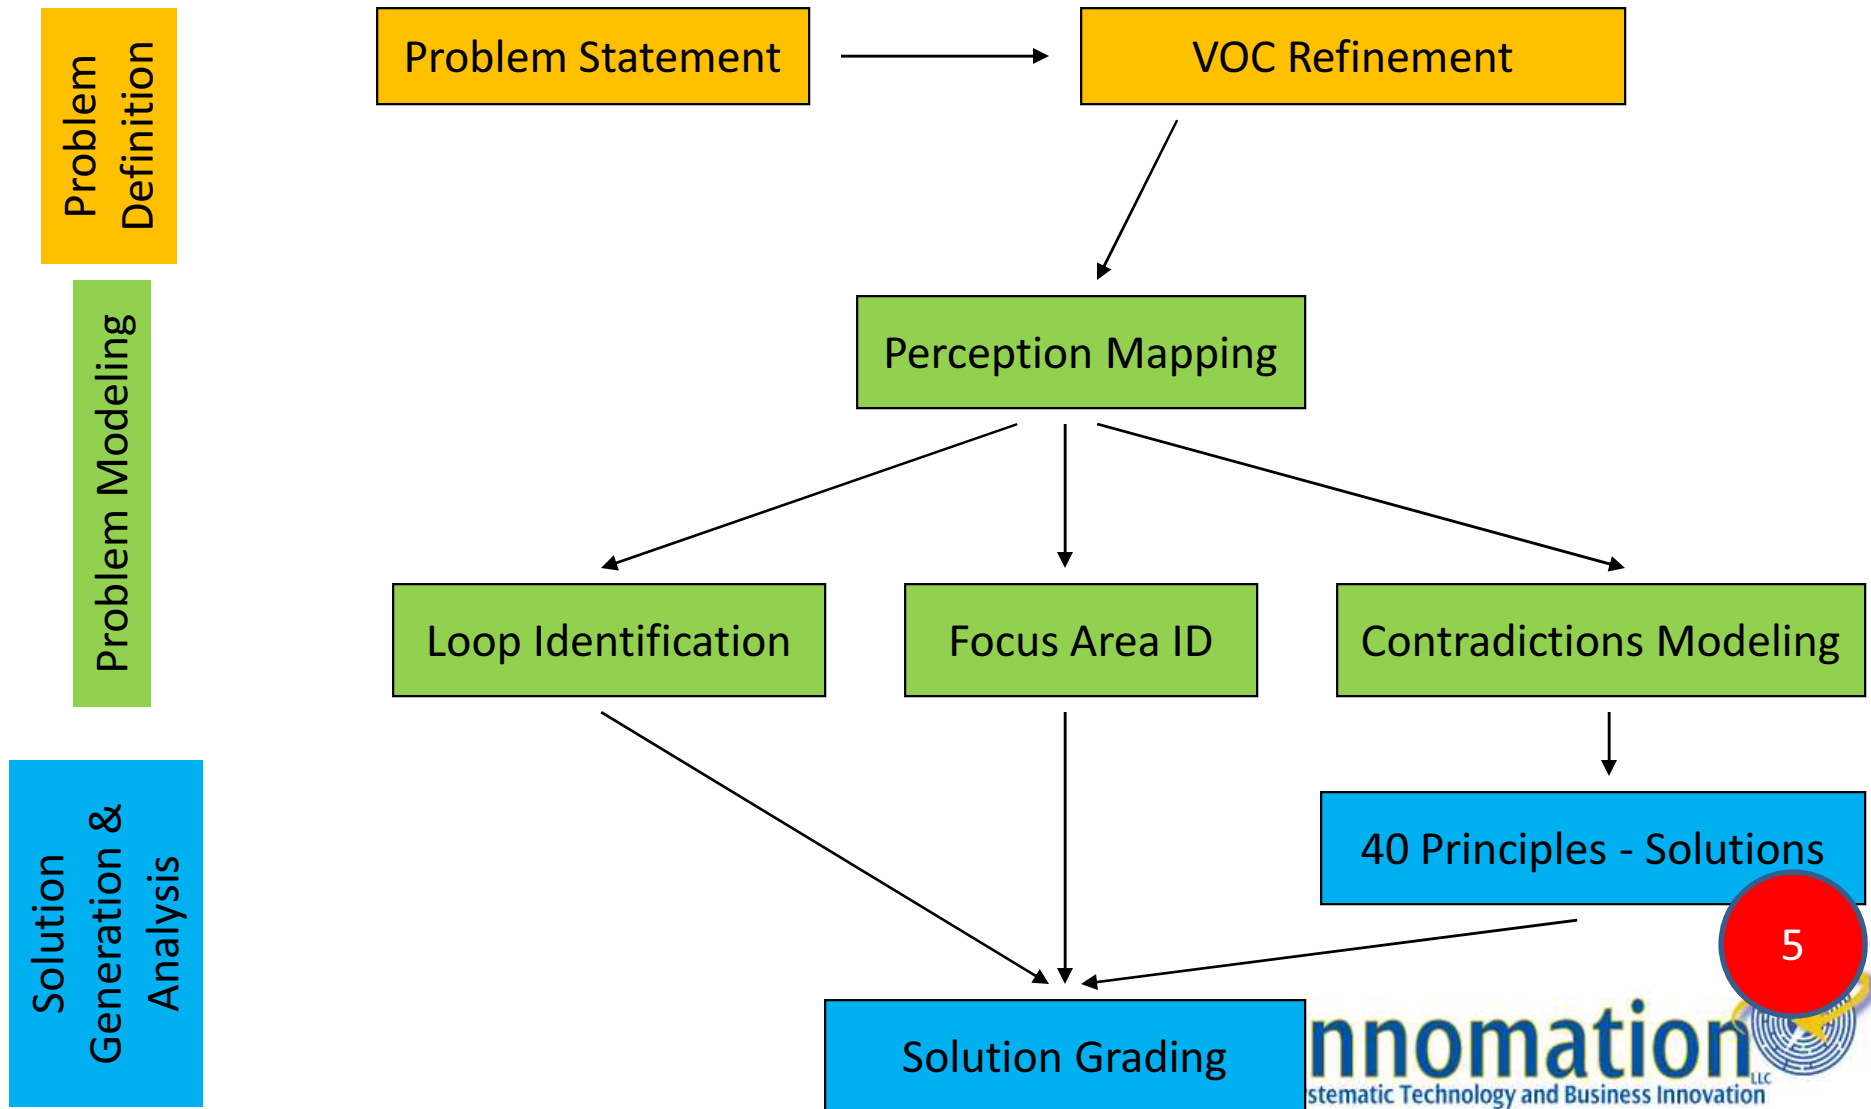 Problem
Definition
Problem Statement
VOC Refinement
Problem Modeling
Perception Mapping
Loop Identification
Focus Area ID
Contradictions Modeling
Solution
Generation &
Analysis
40 Principles - Solutions
5
Solution Grading
nnomation
LLC
stematic Technology and Business Innovation